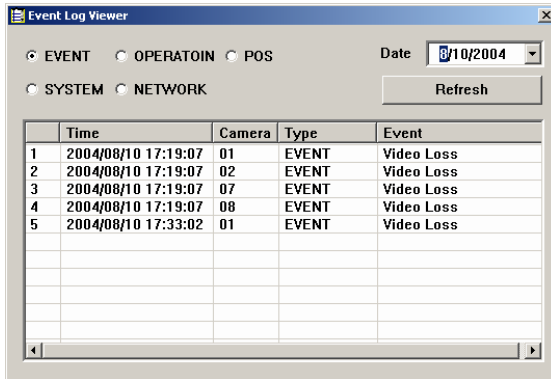 Event Log Viewer
EVENT OPERATOIN POS Date 8/10/2004
SYSTEM NETWORK Refresh
Time Camera Type Event
1 2004/08/10 17:19:07 01 EVENT Video Loss
2 2004/08/10 17:19:07 02 EVENT Video Loss
3 2004/08/10 17:19:07 07 EVENT Video Loss
4 2004/08/10 17:19:07 08 EVENT Video Loss
5 2004/08/10 17:33:02 01 EVENT Video Loss